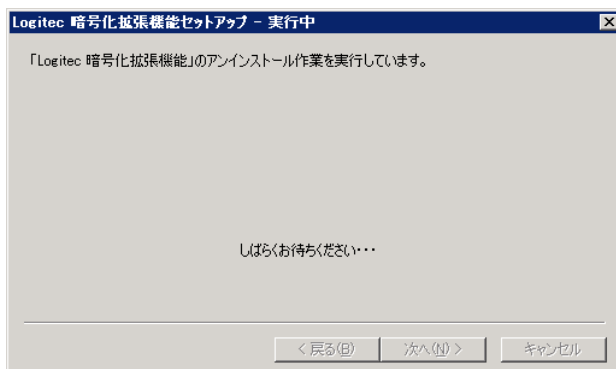 Logitec 暗号化拡張機能セットアップ - 実行中
「Logitec 暗号化拡張機能」のアンインストール作業を実行しています。
しばらくお待ちください・・・
< 戻る(B)
次へ(N) >
キャンセル